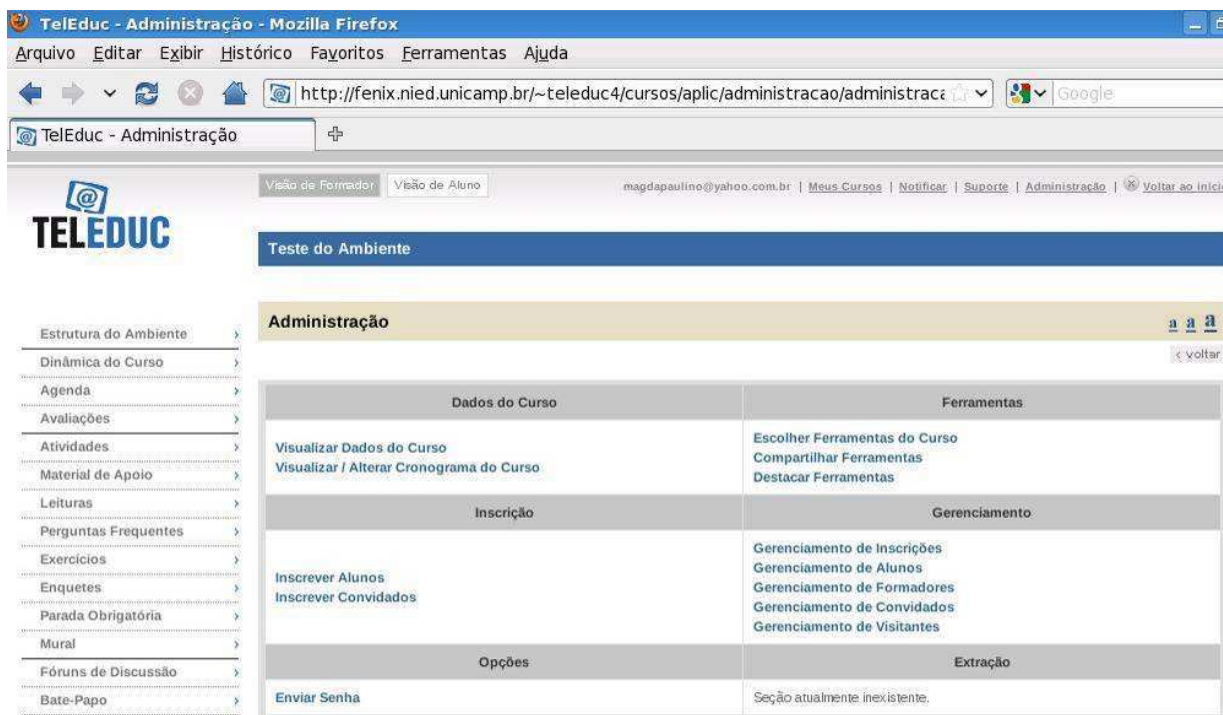 TelEduc - Administração - Mozilla Firefox
Arquivo Editar Exibir Histórico Favoritos Ferramentas Ajuda
http://fenix.nied.unicamp.br/~teleduc4/cursos/aplic/administracao/administraca
Google
TelEduc - Administração
Visão de Formador Visão de Aluno
magdapaulino@yahoo.com.br | Meus Cursos | Notificar | Suporte | Administração | Voltar ao iníci
TELEDUC
Teste do Ambiente
Administração
a a a
‹ voltar
Estrutura do Ambiente
Dinâmica do Curso
Agenda
Avaliações
Atividades
Material de Apoio
Leituras
Perguntas Frequentes
Exercícios
Enquetes
Parada Obrigatória
Mural
Fóruns de Discussão
Bate-Papo
Dados do Curso
Visualizar Dados do Curso
Visualizar / Alterar Cronograma do Curso
Ferramentas
Escolher Ferramentas do Curso
Compartilhar Ferramentas
Destacar Ferramentas
Inscrição
Inscrever Alunos
Inscrever Convidados
Gerenciamento
Gerenciamento de Inscrições
Gerenciamento de Alunos
Gerenciamento de Formadores
Gerenciamento de Convidados
Gerenciamento de Visitantes
Opções
Enviar Senha
Extração
Seção atualmente inexistente.